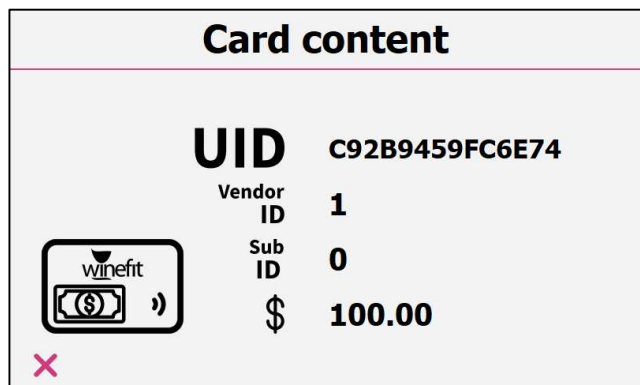 Card content
UID C92B9459FC6E74
Vendor
ID 1
Sub
ID 0
winefit
$ 100.00